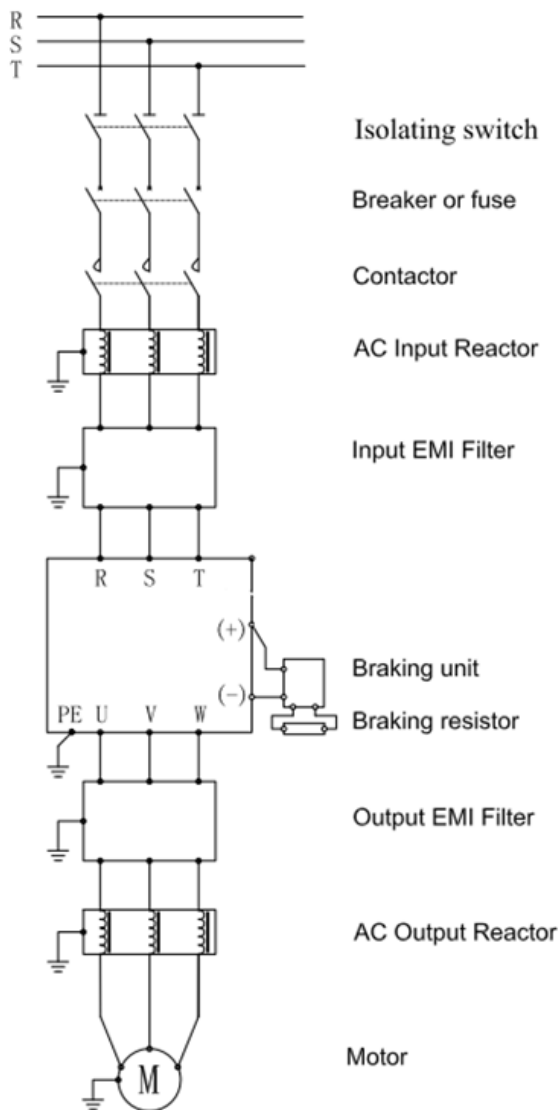 R
S
T
Isolating switch
Breaker or fuse
Contactor
AC Input Reactor
Input EMI Filter
R S T
(+)
Braking unit
(-)
PE U V W
Braking resistor
Output EMI Filter
AC Output Reactor
Motor
M